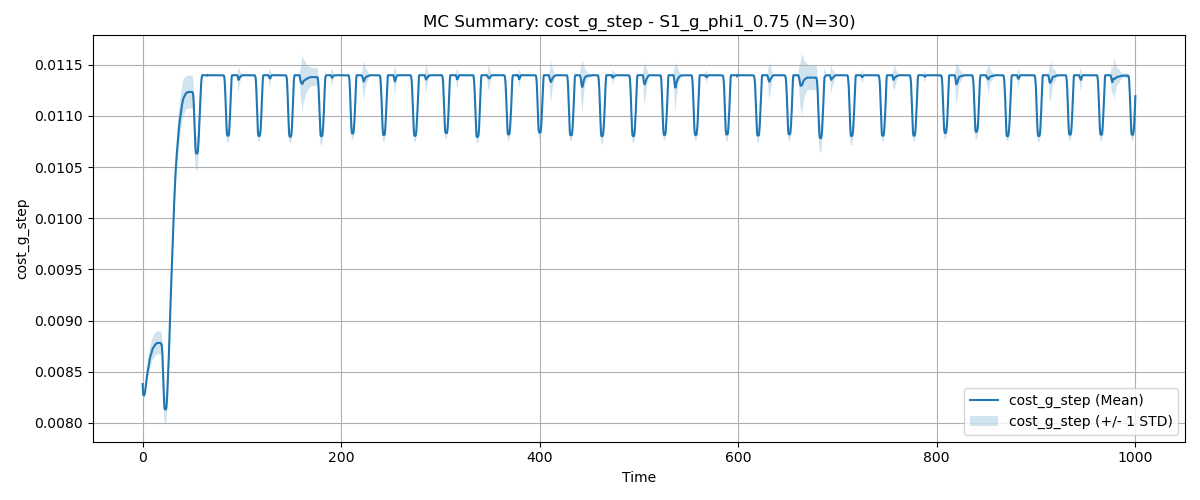 MC Summary: cost_g_step - S1_g_phi1_0.75 (N=30)
0.0115
0.0110
0.0105
0.0100
0.0095
0.0090
0.0085
0.0080
cost_g_step
0
200
400
600
800
1000
Time
cost_g_step (Mean)
cost_g_step (+/- 1 STD)